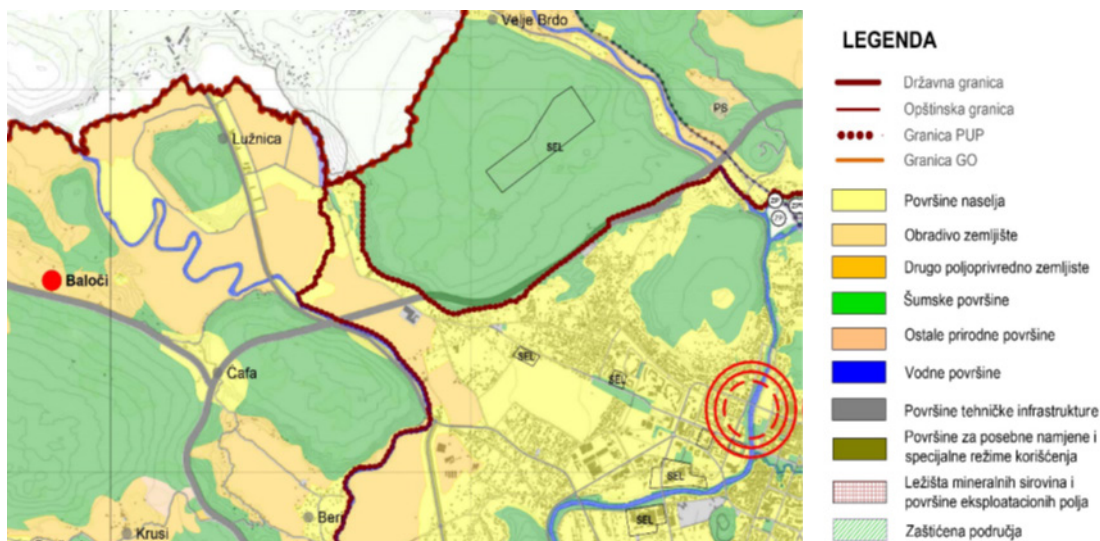 Velje Brdo
PS
Lužnica
SEL
Baloči
Čafa
SEL
SEL
SEL
SEL
Beri
Krusi
LEGENDA
Državna granica
Opštinska granica
Granica PUP
Granica GO
Površine naselja
Obradivo zemljište
Drugo poljoprivredno zemljiste
Šumske površine
Ostale prirodne površine
Vodne površine
Površine tehničke infrastrukture
Površine za posebne namjene i
specijalne režime korišćenja
Ležišta mineralnih sirovina i
površine eksploatacionih polja
Zaštićena područja